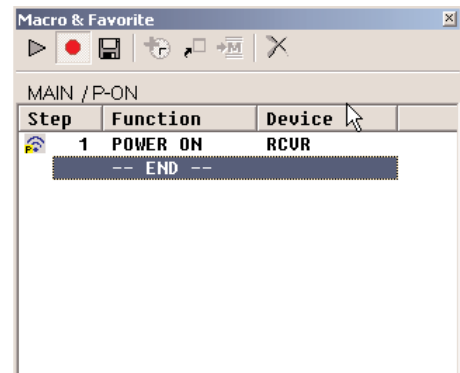 Macro & Favorite
MAIN / P-ON
Step Function Device
1 POWER ON RCVR
-- END --